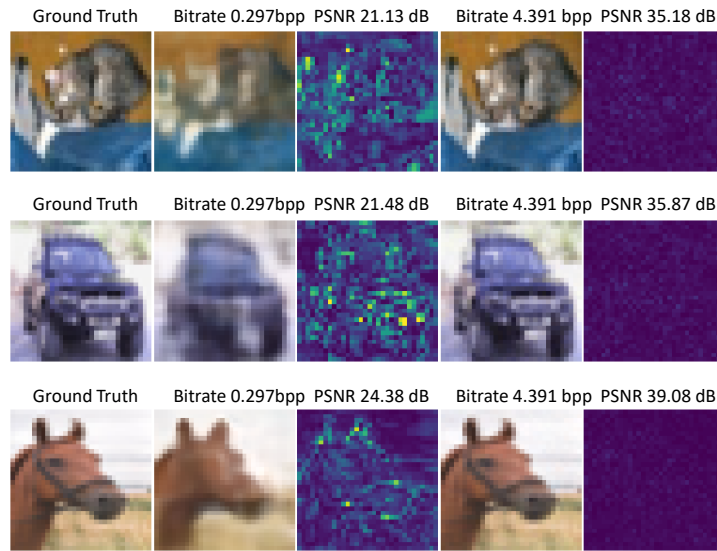 Ground Truth Bitrate 0.297bpp PSNR 21.13 dB Bitrate 4.391 bpp PSNR 35.18 dB
Ground Truth Bitrate 0.297bpp PSNR 21.48 dB Bitrate 4.391 bpp PSNR 35.87 dB
Ground Truth Bitrate 0.297bpp PSNR 24.38 dB Bitrate 4.391 bpp PSNR 39.08 dB